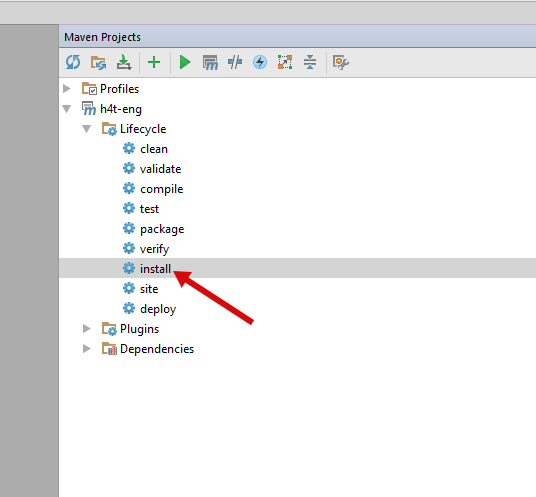 Maven Projects
Profiles
h4t-eng
Lifecycle
clean
validate
compile
test
package
verify
install
site
deploy
Plugins
Dependencies